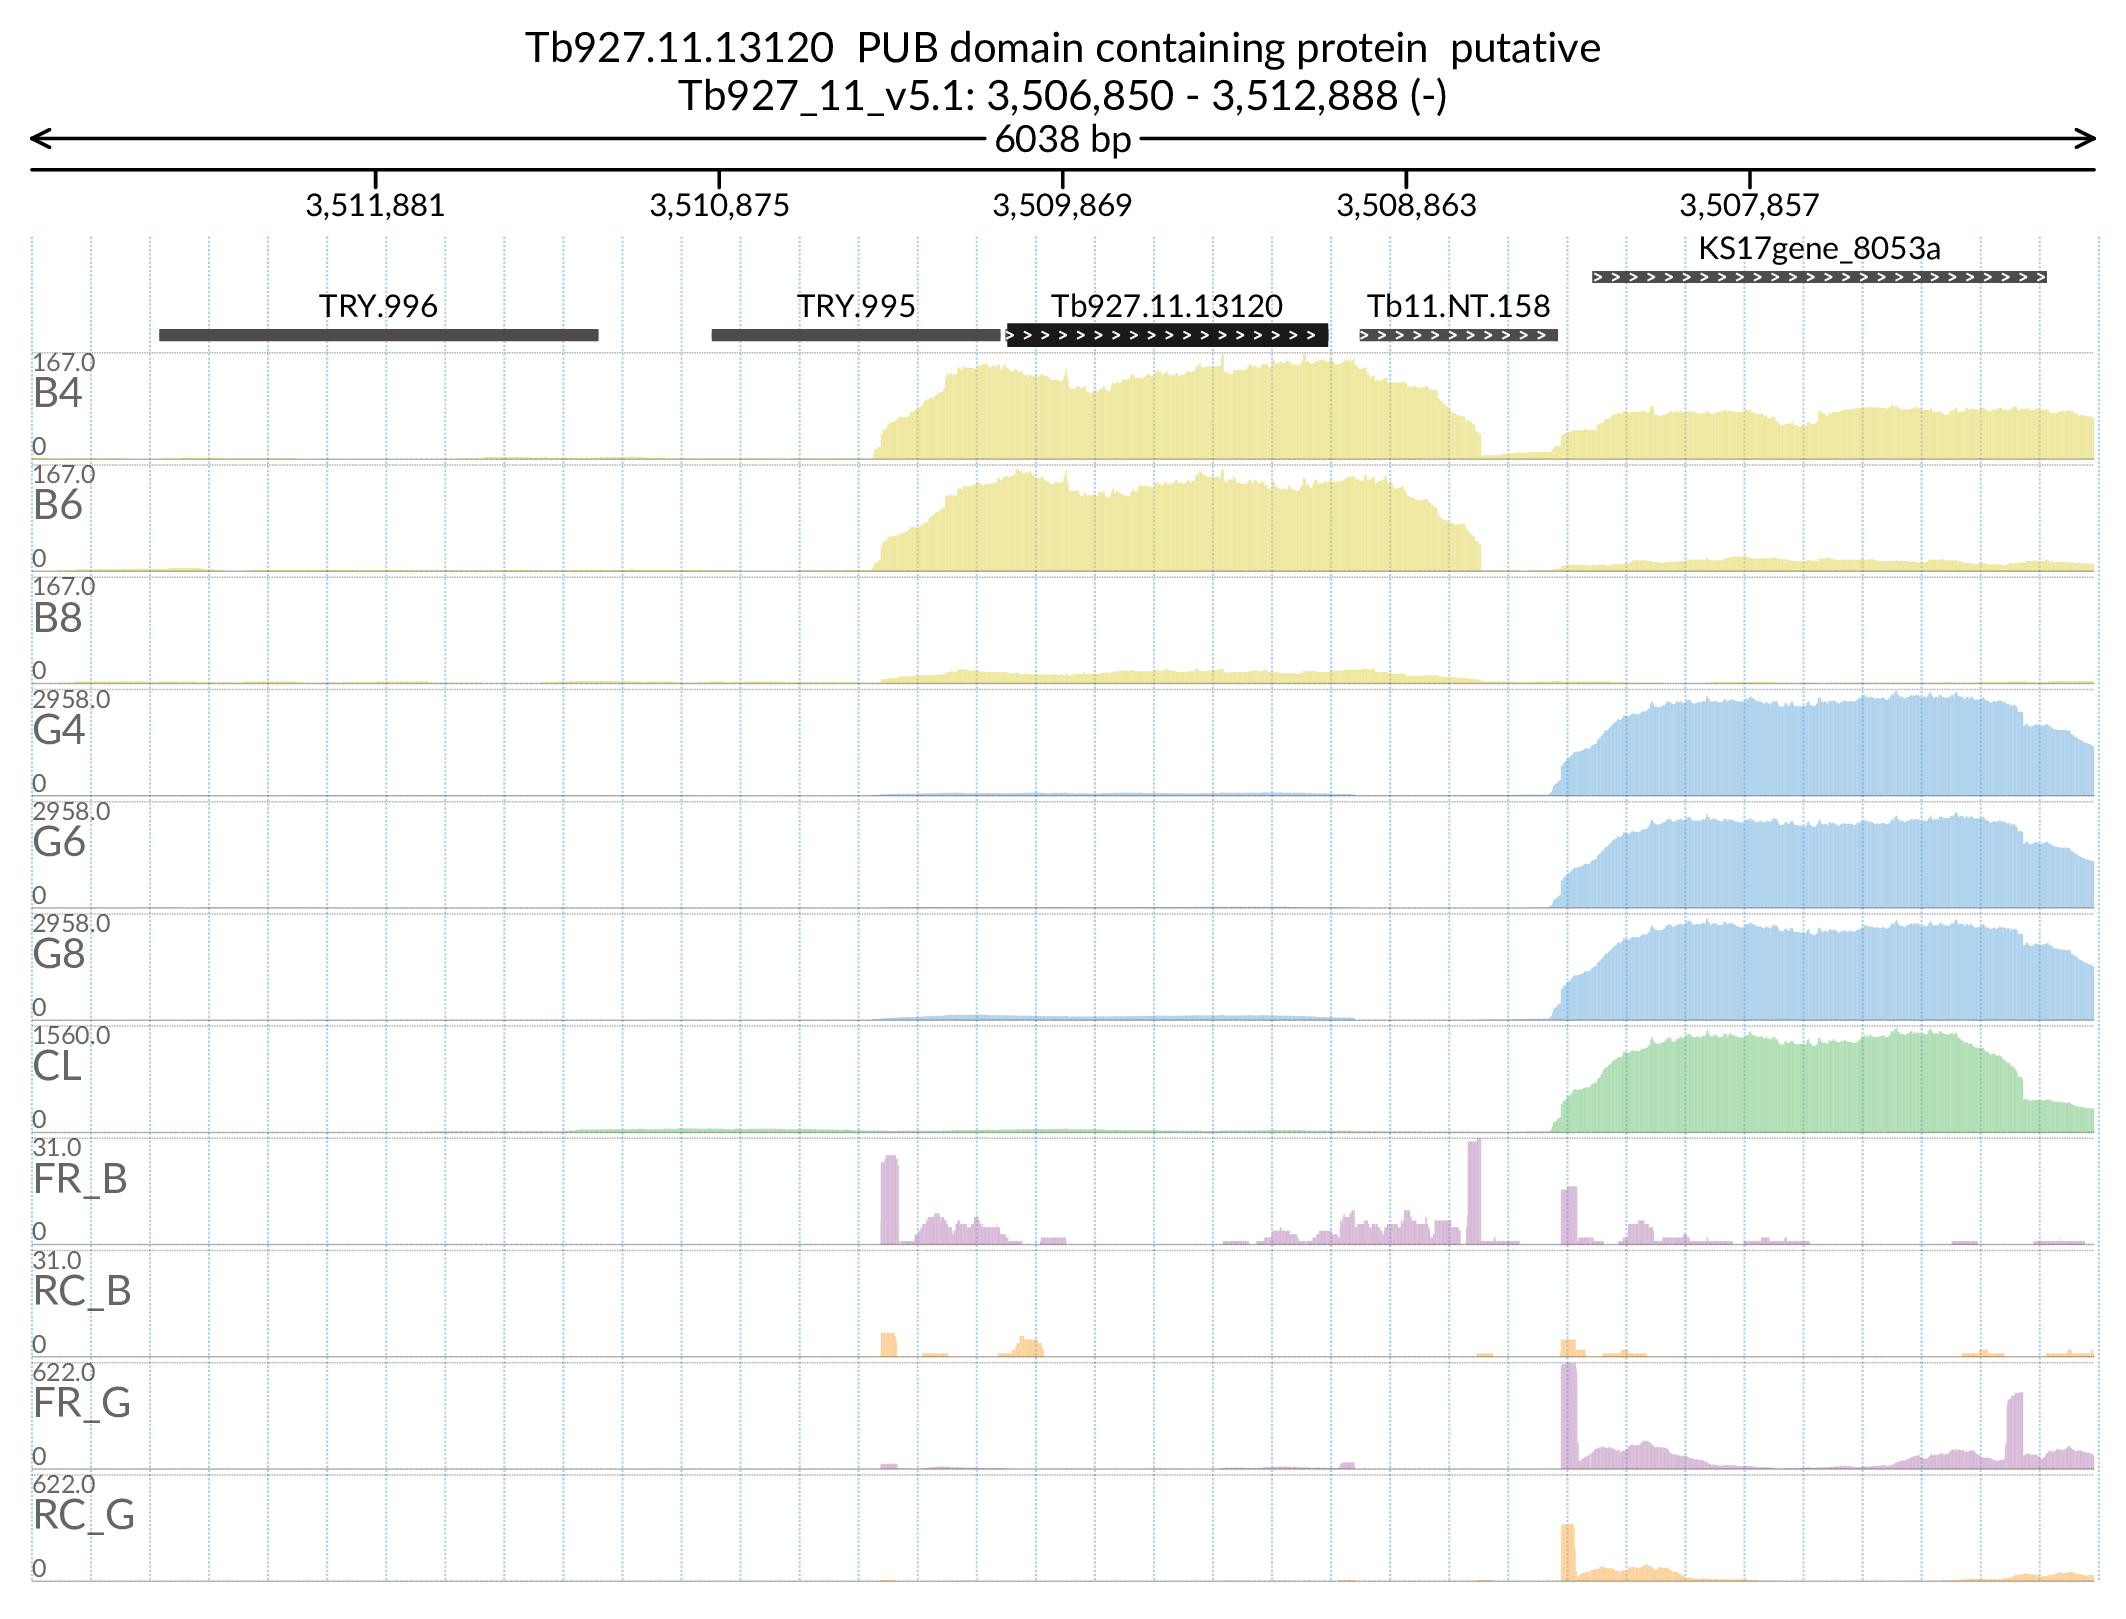 Tb927.11.13120  PUB domain containing protein  putative
Tb927_11_v5.1: 3,506,850 - 3,512,888 (-)
6038 bp
3,511,881 3,510,875 3,509,869 3,508,863 3,507,857
KS17gene_8053a
TRY.996 TRY.995 Tb927.11.13120 Tb11.NT.158
167.0
B4
0
167.0
B6
0
167.0
B8
0
2958.0
G4
0
2958.0
G6
0
2958.0
G8
0
1560.0
CL
0
31.0
FR_B
0
31.0
RC_B
0
622.0
FR_G
0
622.0
RC_G
0